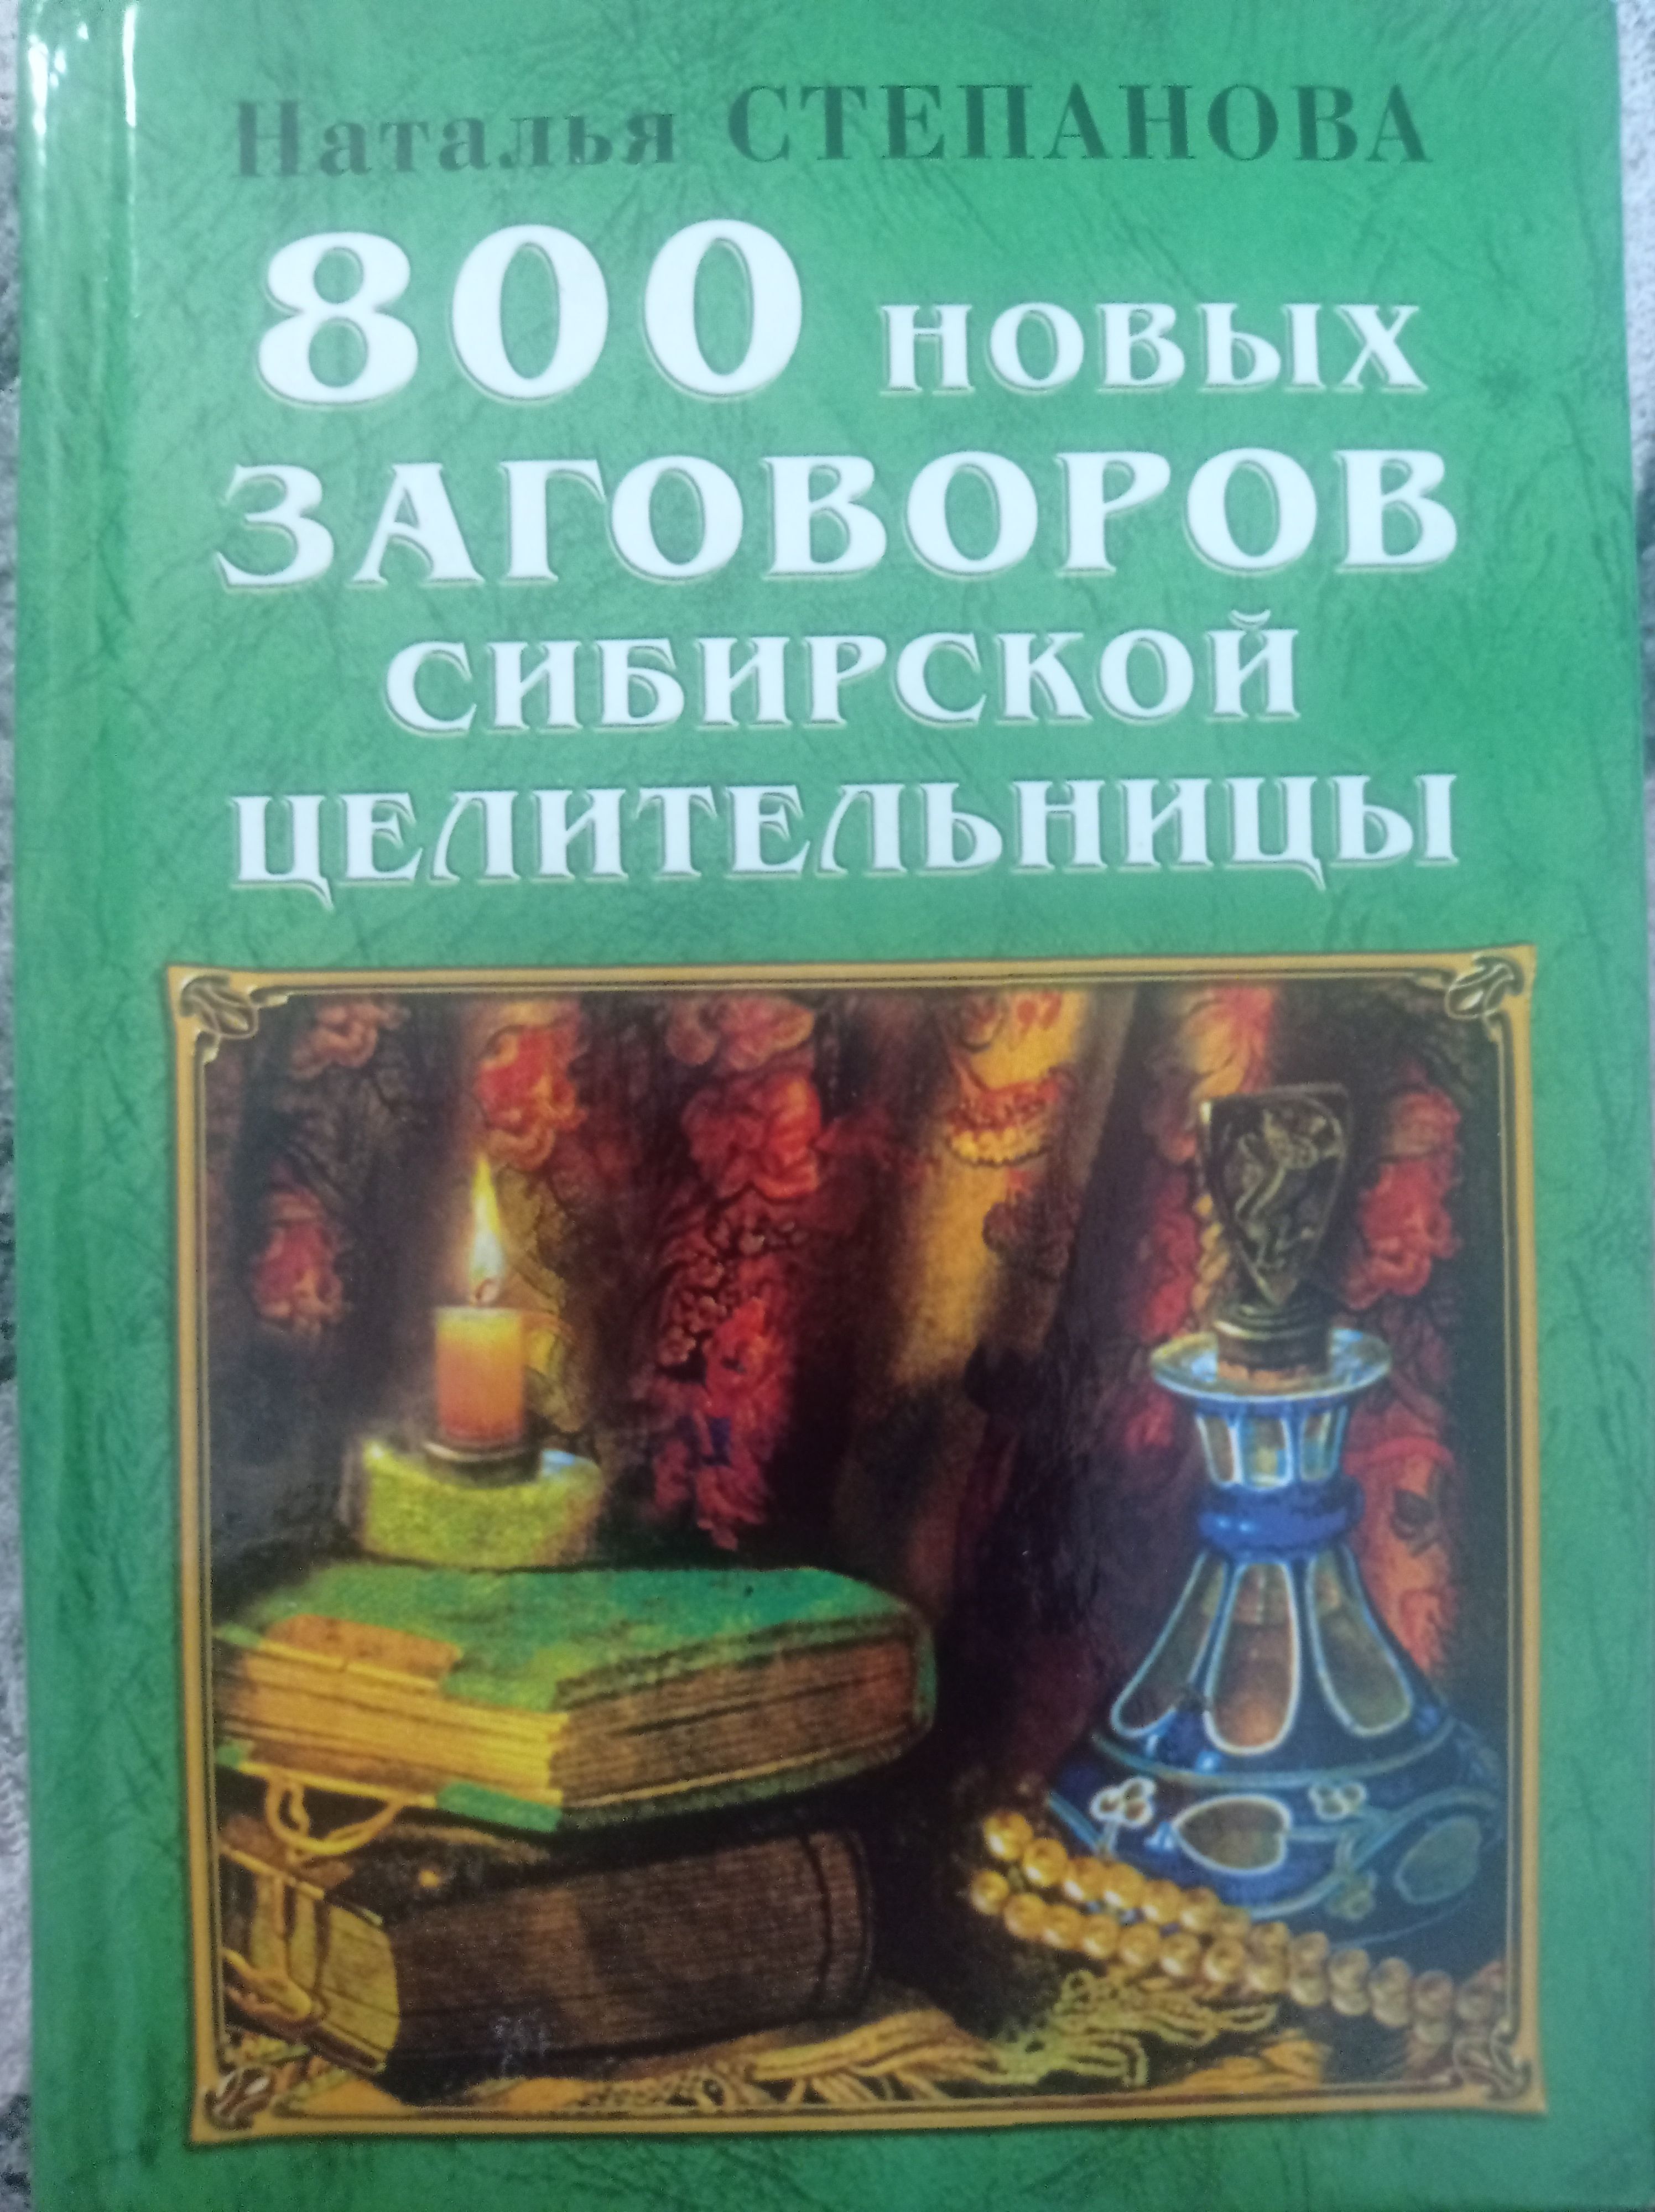 Наталья СТЕПАНОВА
800 НОВЫХ
ЗАГОВОРОВ
СИБИРСКОЙ
ЦЕЛИТЕЛЬНИЦЫ